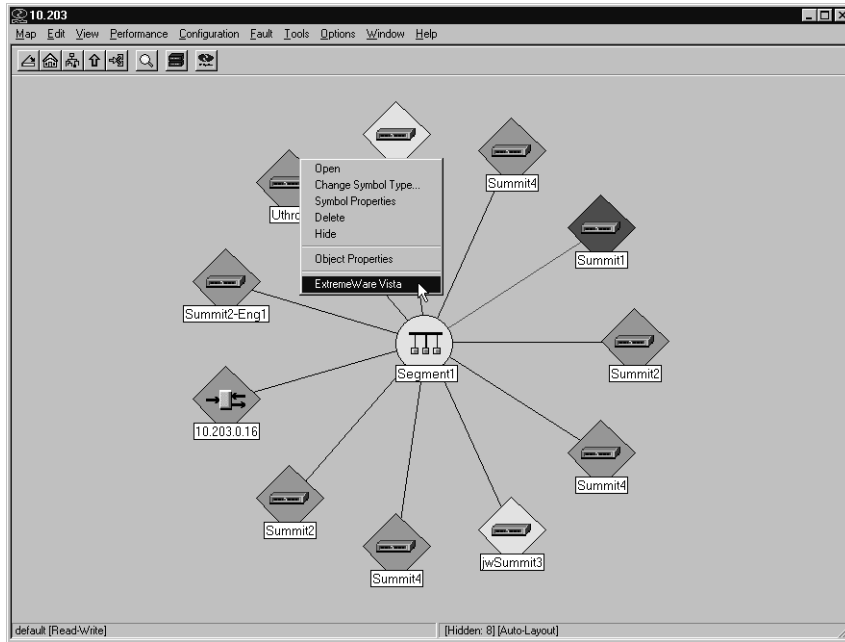 10.203
Map Edit View Performance Configuration Fault Tools Options Window Help
Summit4
Open
Change Symbol Type...
Symbol Properties
Delete
Hide
Object Properties
ExtremeWare Vista
Summit1
Summit2-Eng1
Segment1
Summit2
10.203.0.16
Summit4
Summit2
jwSummit3
Summit4
default [Read-Write]
[Hidden: 8] [Auto-Layout]